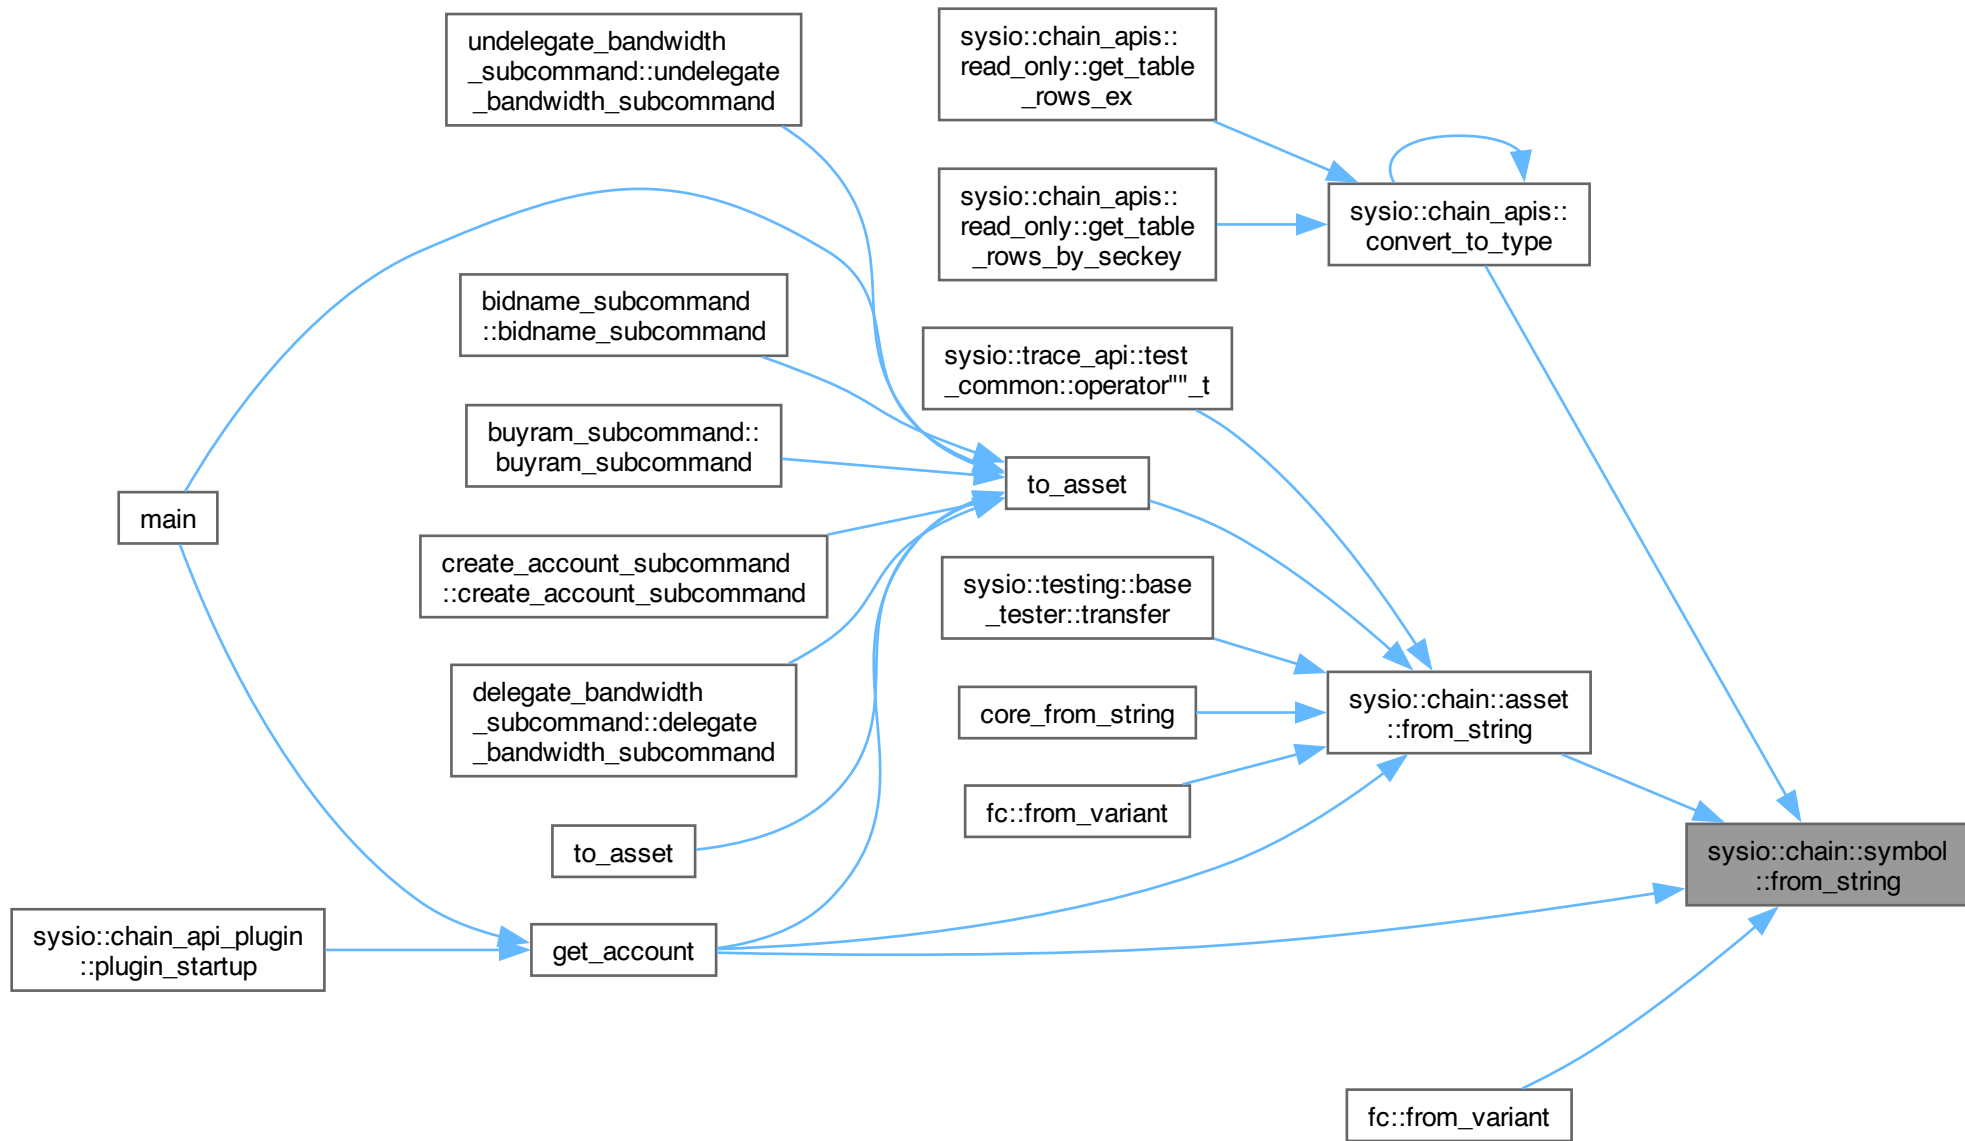 undelegate_bandwidth
_subcommand::undelegate
_bandwidth_subcommand
sysio::chain_apis::
read_only::get_table
_rows_ex
sysio::chain_apis::
read_only::get_table
_rows_by_seckey
sysio::chain_apis::
convert_to_type
bidname_subcommand
::bidname_subcommand
sysio::trace_api::test
_common::operator""_t
buyram_subcommand::
buyram_subcommand
to_asset
main
create_account_subcommand
::create_account_subcommand
sysio::testing::base
_tester::transfer
delegate_bandwidth
_subcommand::delegate
_bandwidth_subcommand
core_from_string
sysio::chain::asset
::from_string
fc::from_variant
to_asset
sysio::chain::symbol
::from_string
sysio::chain_api_plugin
::plugin_startup
get_account
fc::from_variant